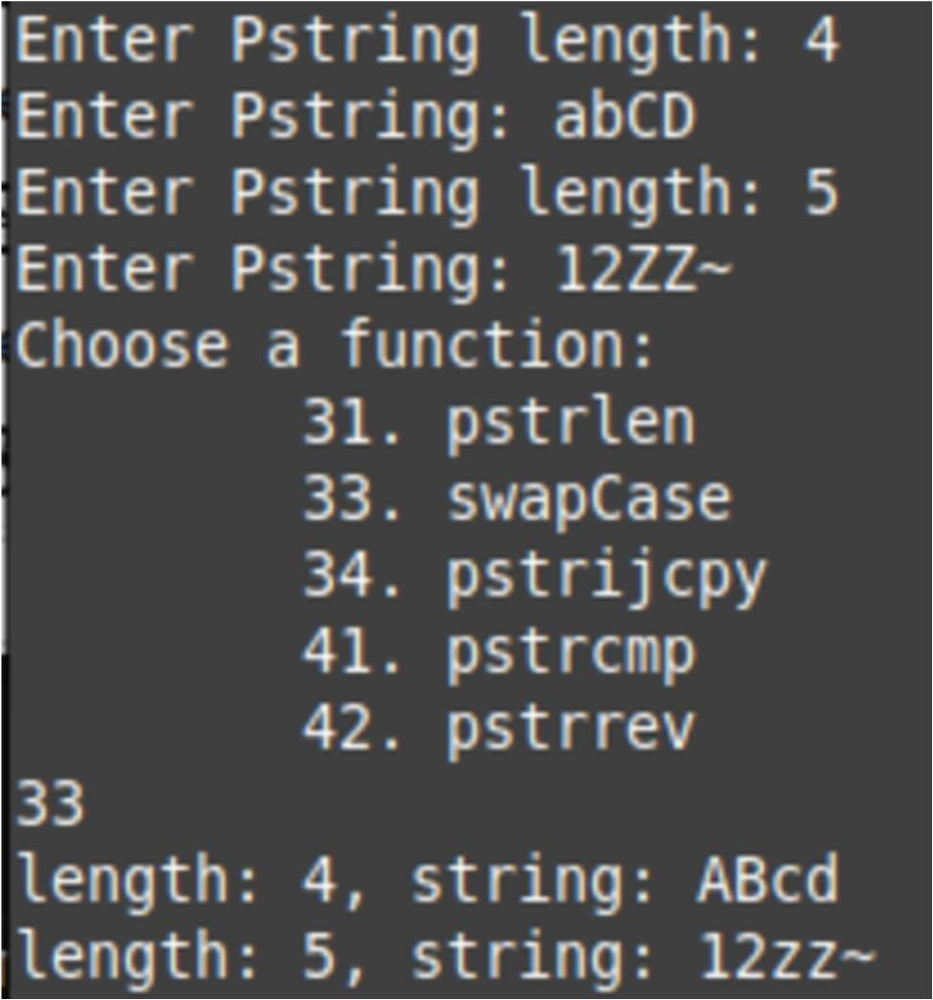 Enter Pstring length: 4
Enter Pstring: abCD
Enter Pstring length: 5
Enter Pstring: 12ZZ~
Choose a function:
31. pstrlen
33. swapCase
34. pstrijcpy
41. pstrcmp
42. pstrrev
33
length: 4, string: ABcd
length: 5, string: 12zz~